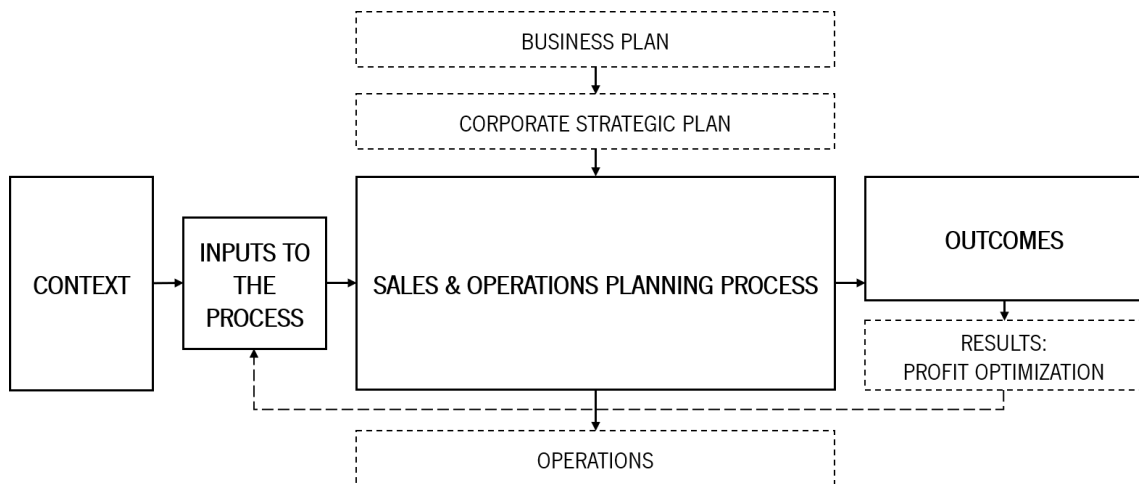 BUSINESS PLAN
CORPORATE STRATEGIC PLAN
CONTEXT
INPUTS TO
THE
PROCESS
SALES & OPERATIONS PLANNING PROCESS
OUTCOMES
RESULTS:
PROFIT OPTIMIZATION
OPERATIONS